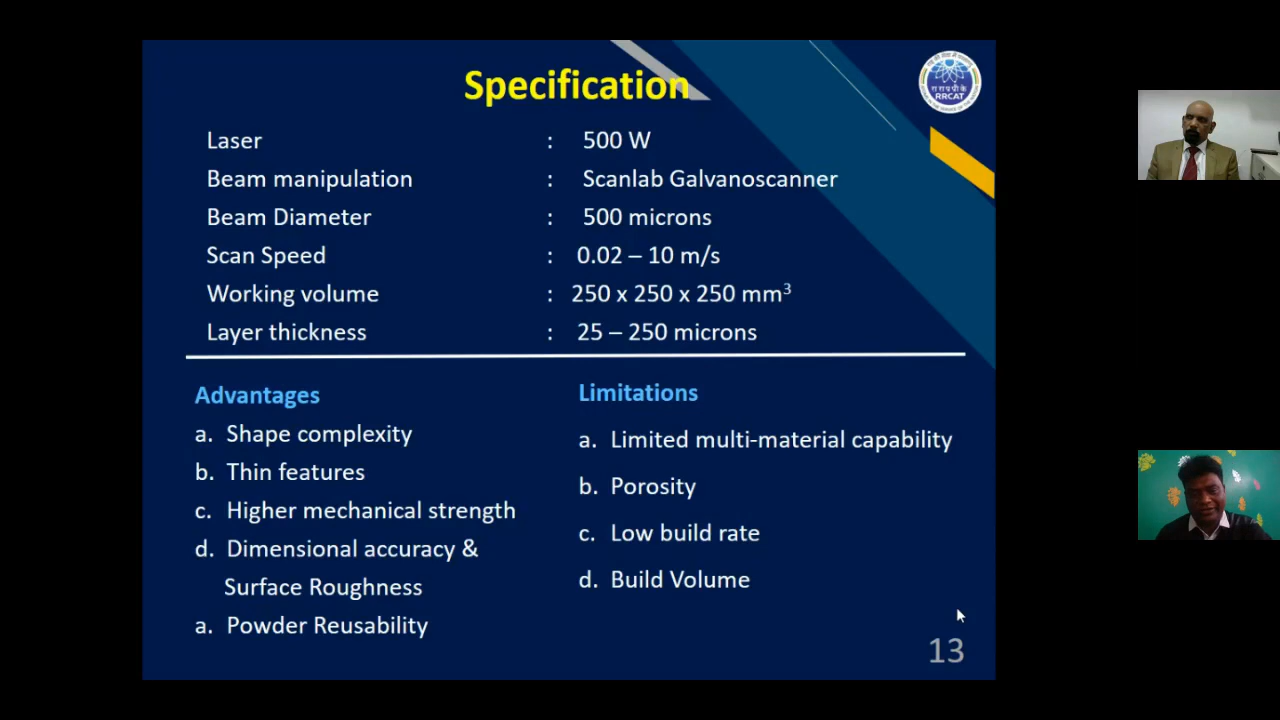 Specification
RRCAT
Laser : 500 W
Beam manipulation : Scanlab Galvanoscanner
Beam Diameter : 500 microns
Scan Speed : 0.02 – 10 m/s
Working volume : 250 x 250 x 250 mm³
Layer thickness : 25 – 250 microns
Advantages
a. Shape complexity
b. Thin features
c. Higher mechanical strength
d. Dimensional accuracy &
Surface Roughness
a. Powder Reusability
Limitations
a. Limited multi-material capability
b. Porosity
c. Low build rate
d. Build Volume
13